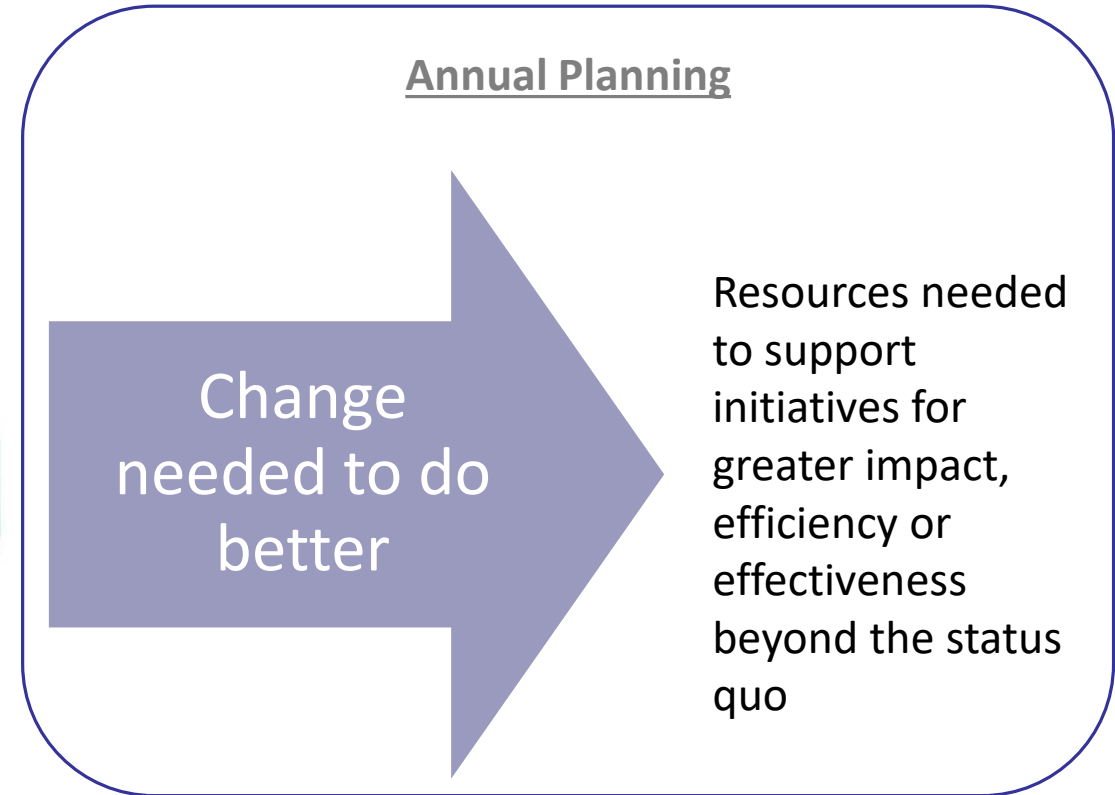 Annual Planning
Change
needed to do
better
Resources needed
to support
initiatives for
greater impact,
efficiency or
effectiveness
beyond the status
quo